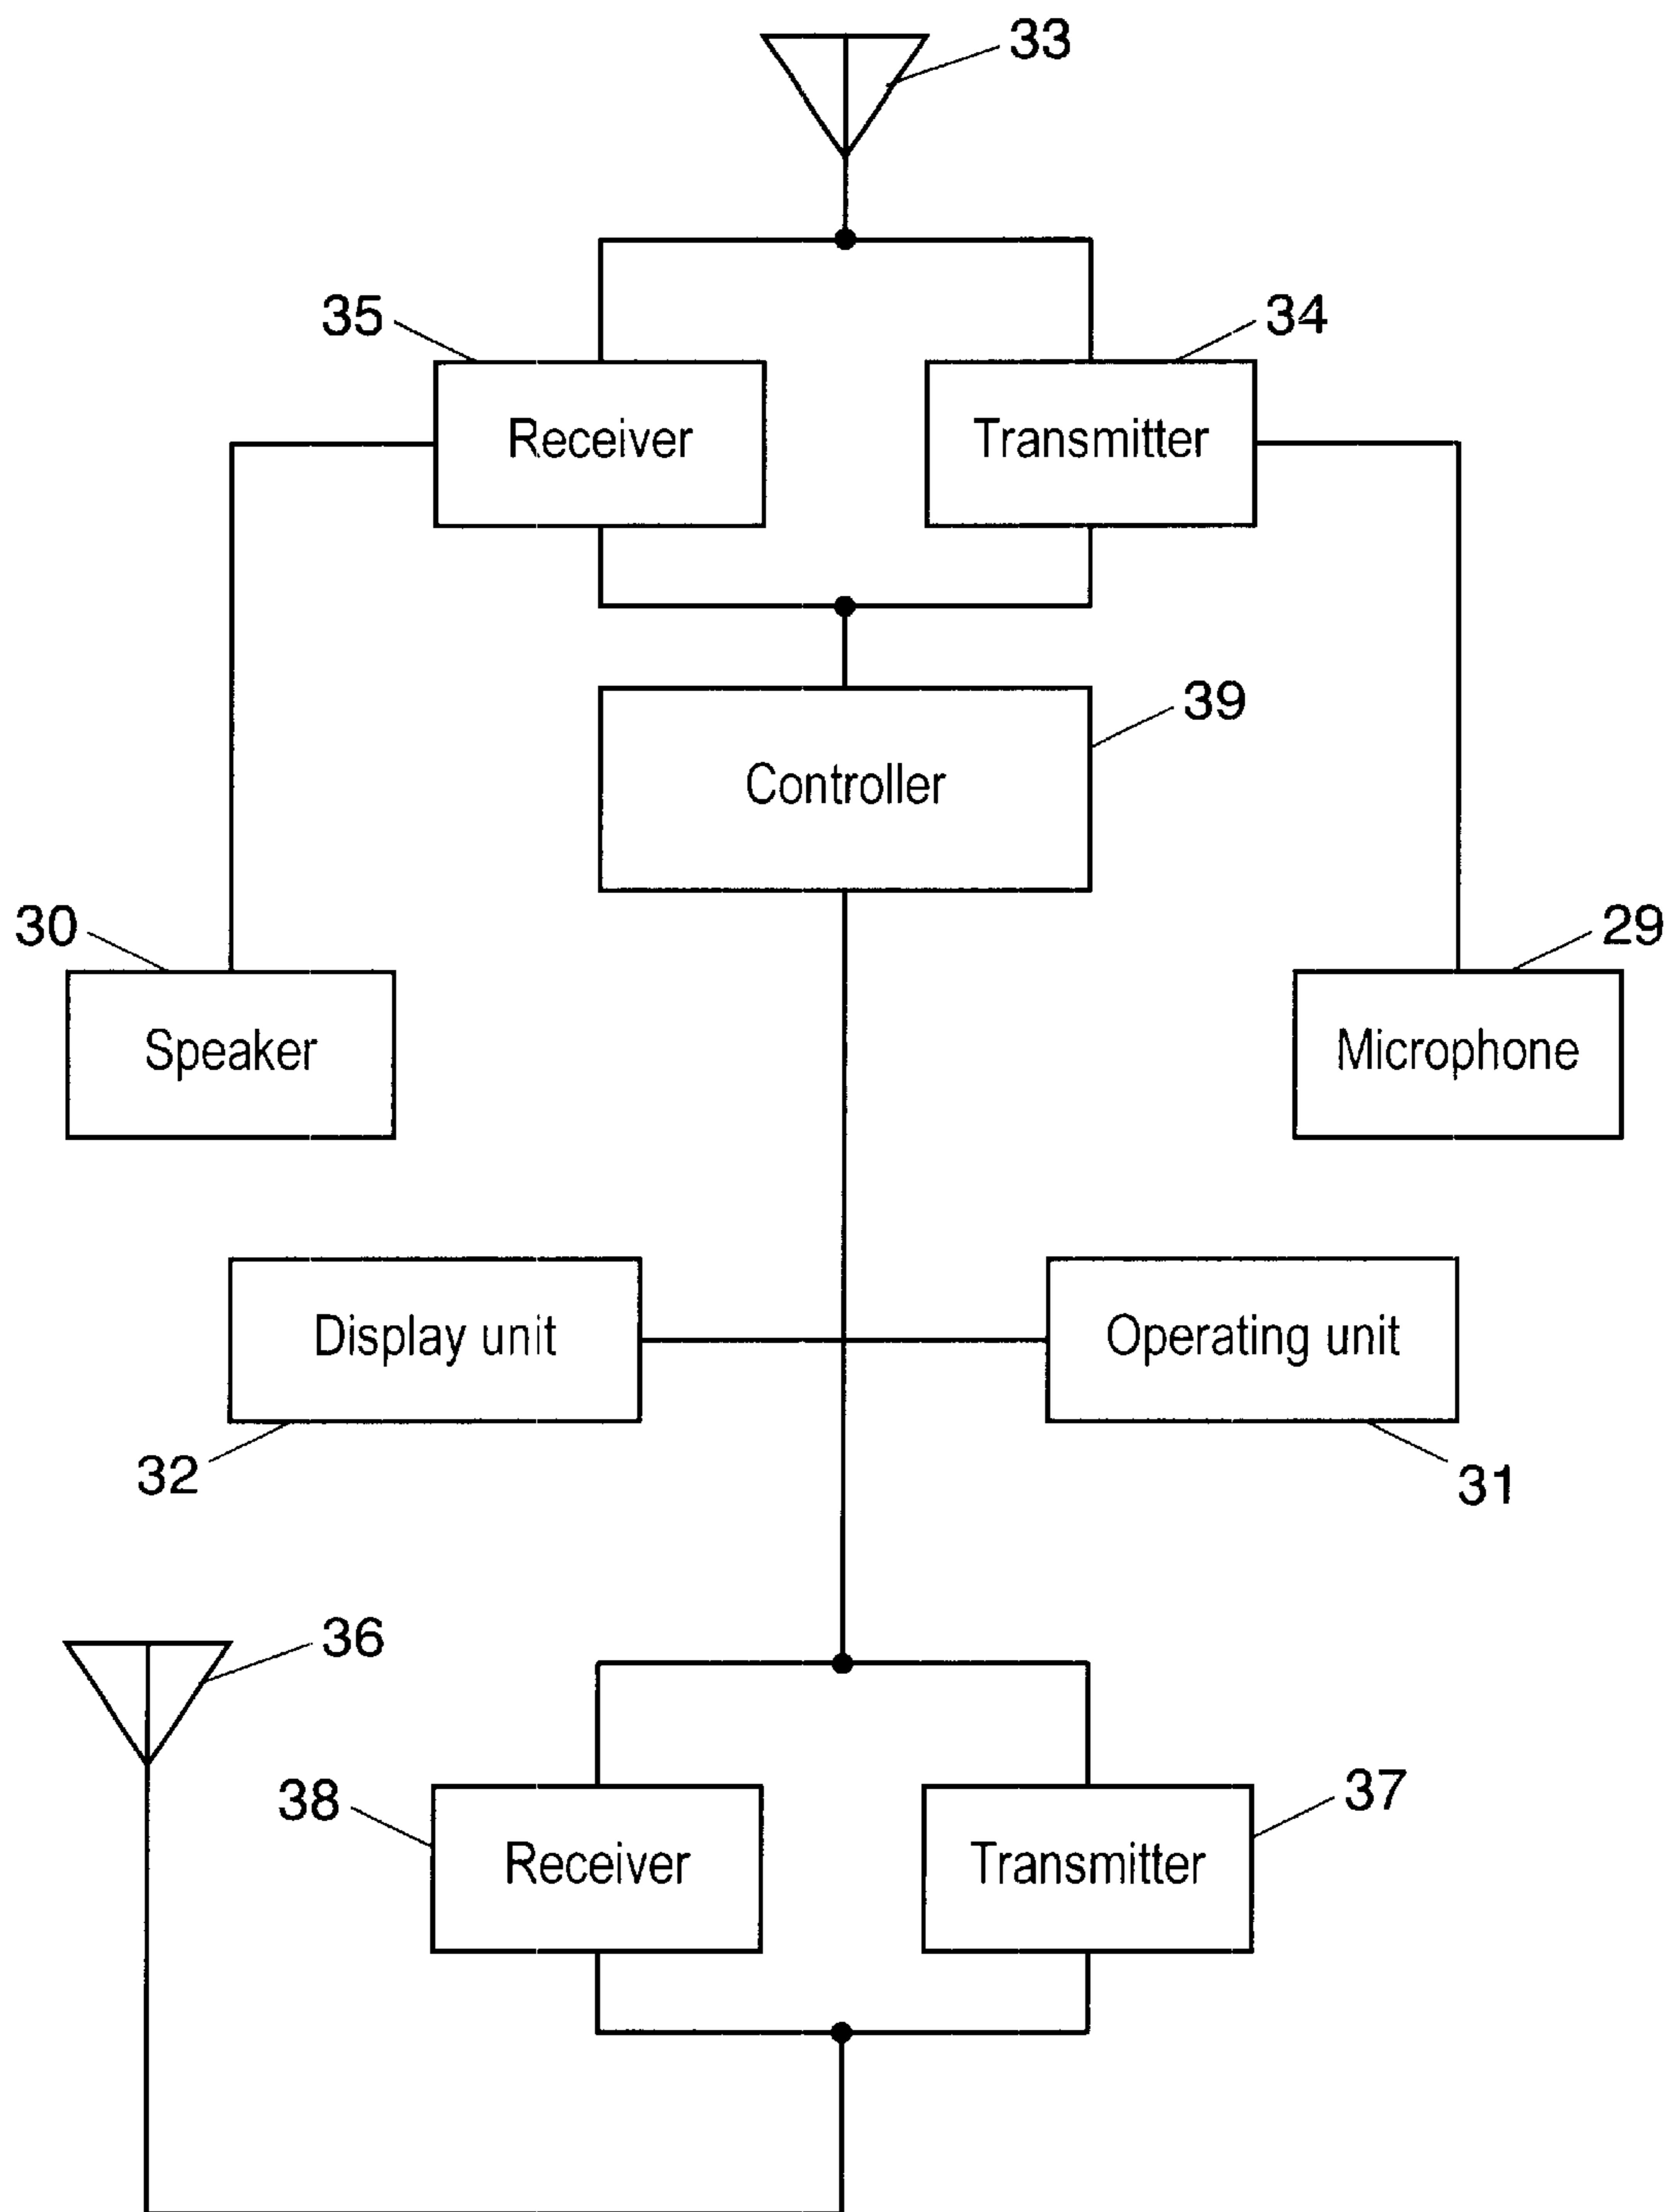 33
35
34
Receiver
Transmitter
39
Controller
30
29
Speaker
Microphone
Display unit
Operating unit
32
31
36
38
37
Receiver
Transmitter